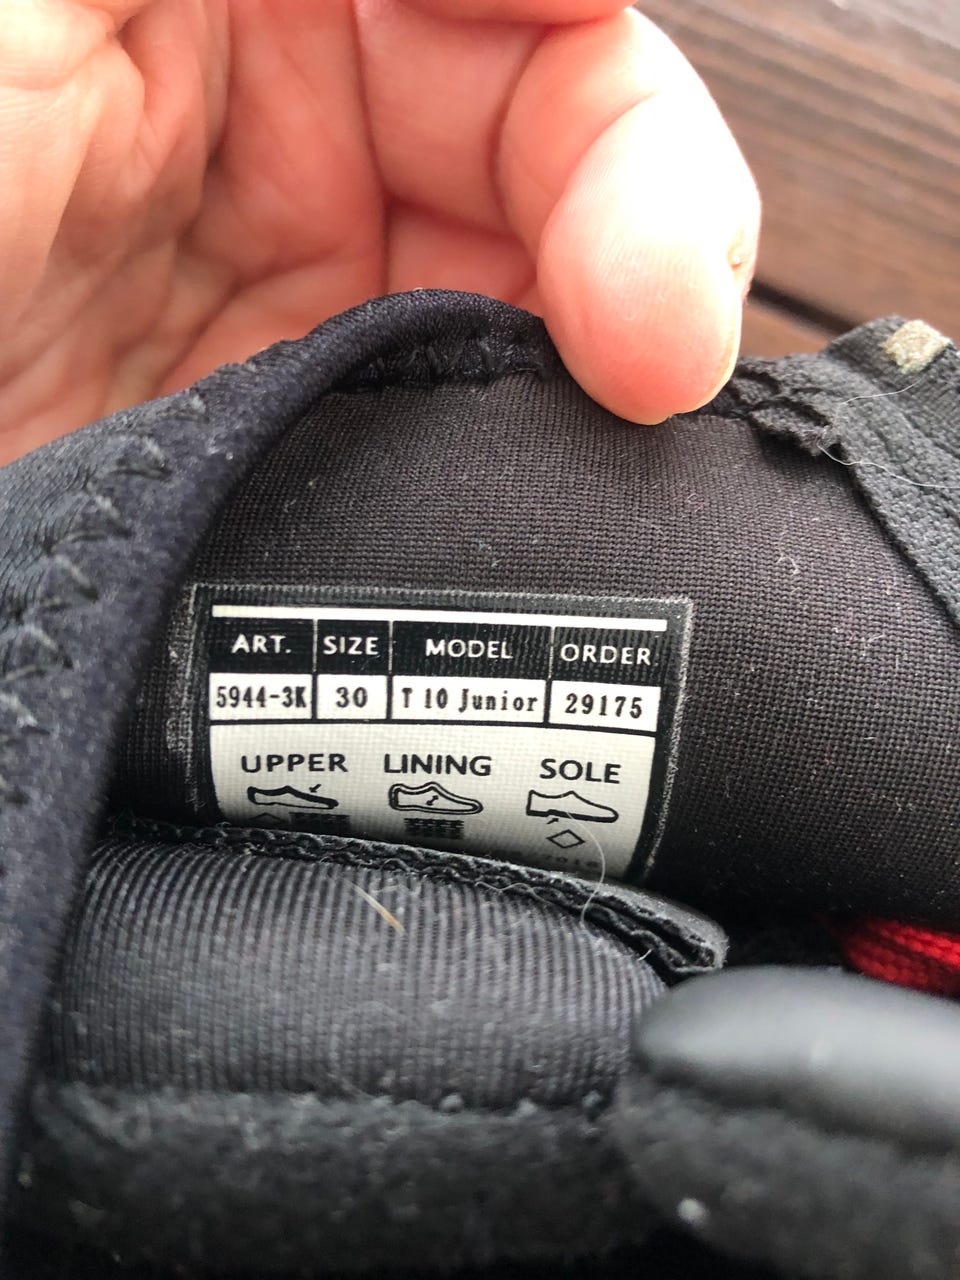 ART. SIZE MODEL ORDER
5944-3K 30 T 10 Junior 29175
UPPER LINING SOLE